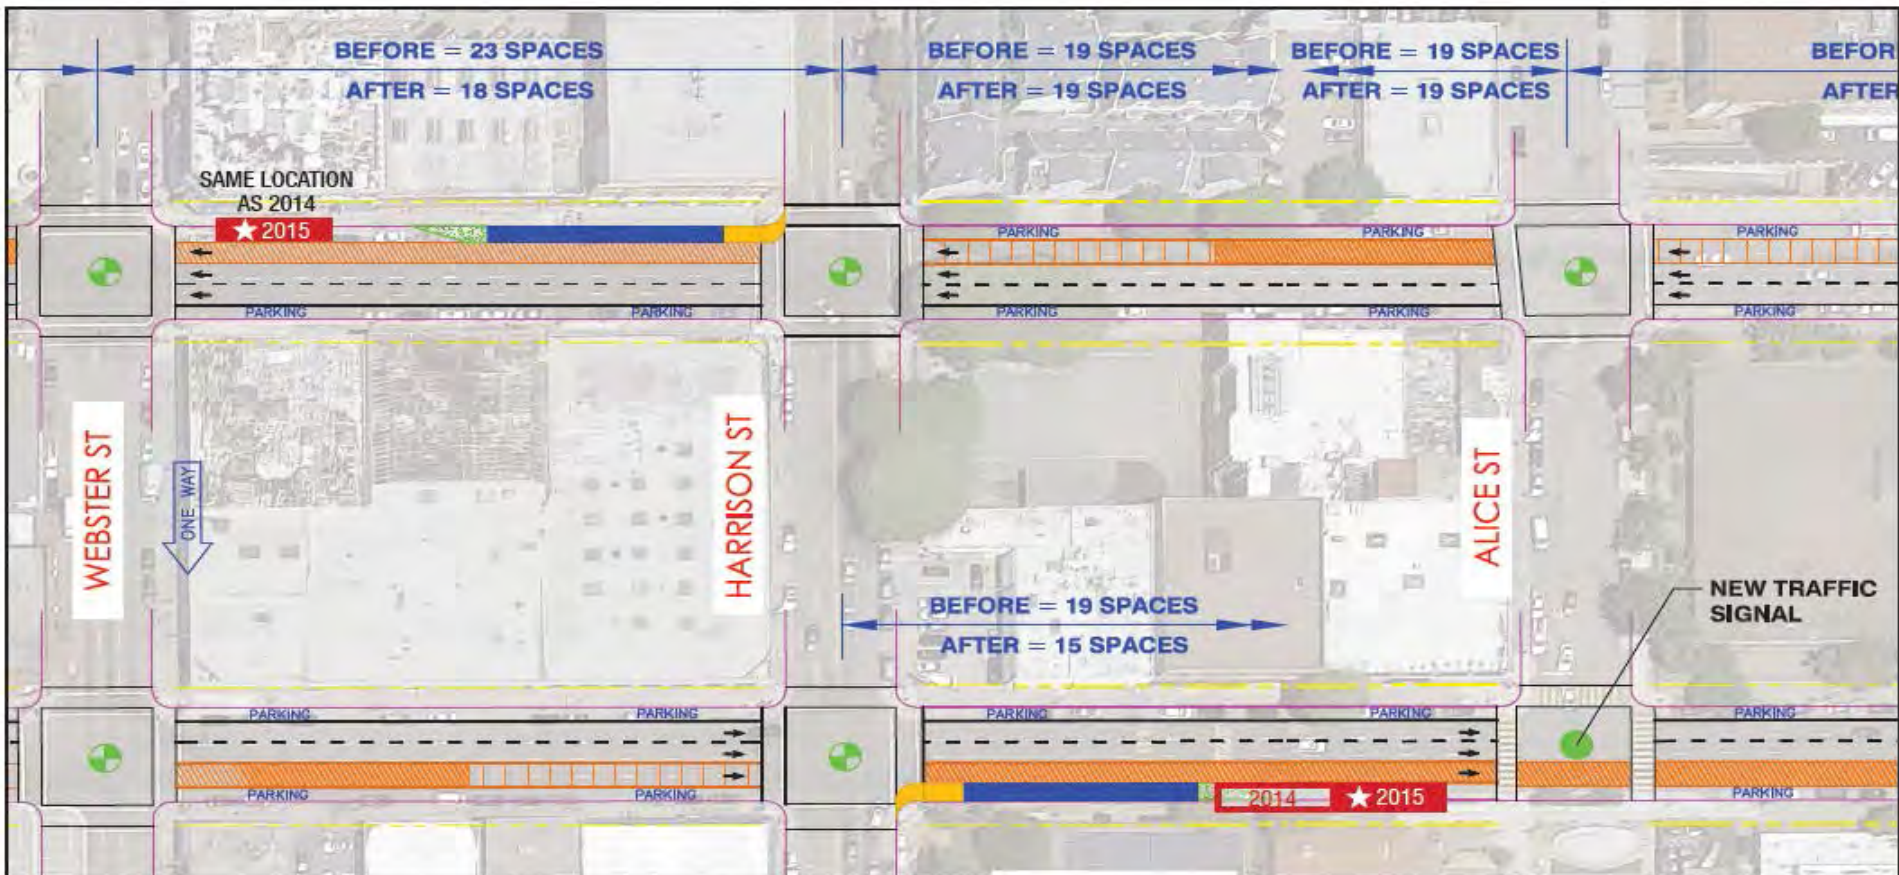 BEFORE = 23 SPACES
AFTER = 18 SPACES
BEFORE = 19 SPACES
AFTER = 19 SPACES
BEFORE = 19 SPACES
AFTER = 19 SPACES
BEFOR
AFTER
SAME LOCATION
AS 2014
★ 2015
PARKING
PARKING
PARKING
PARKING
PARKING
PARKING
PARKING
WEBSTER ST
ONE WAY
HARRISON ST
ALICE ST
BEFORE = 19 SPACES
AFTER = 15 SPACES
NEW TRAFFIC
SIGNAL
PARKING
PARKING
PARKING
PARKING
PARKING
PARKING
PARKING
PARKING
2014
★ 2015